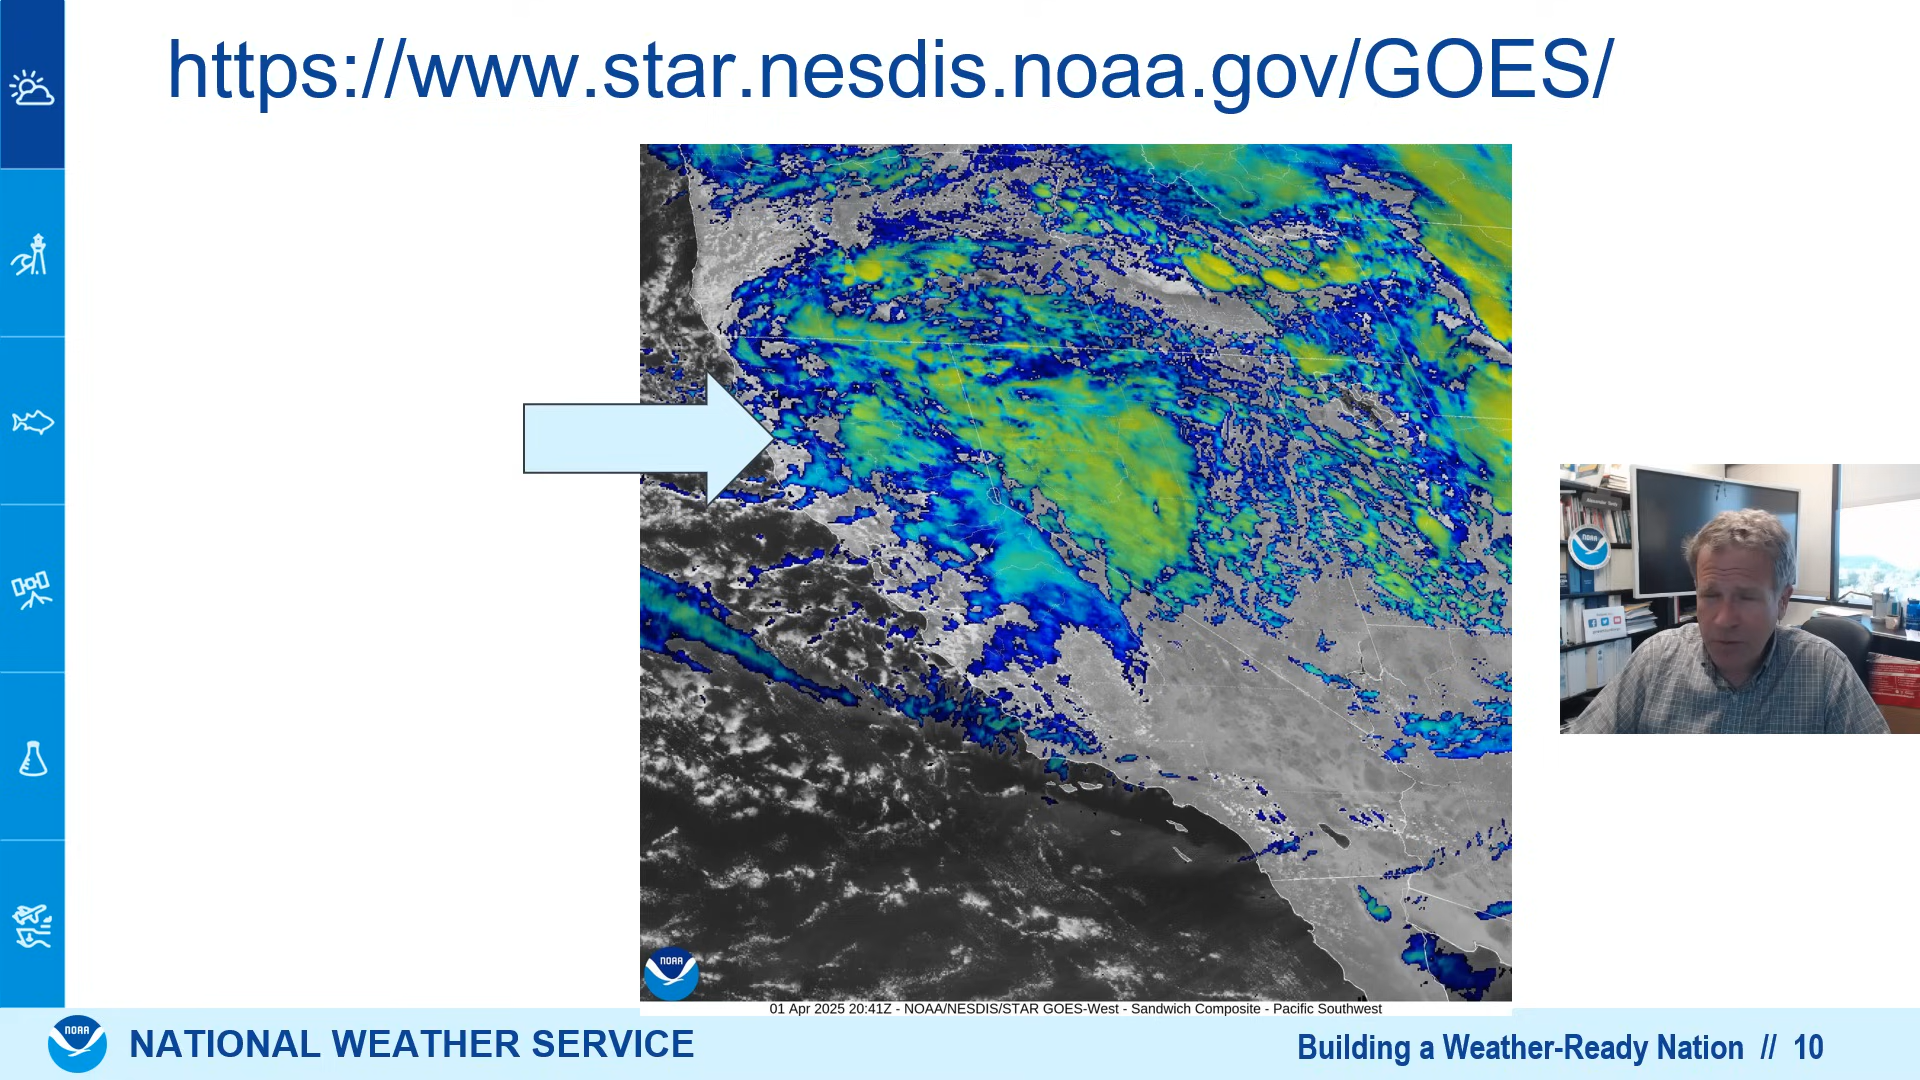 https://www.star.nesdis.noaa.gov/GOES/
NOAA
NOAA
01 Apr 2025 20:41Z - NOAA/NESDIS/STAR GOES-West - Sandwich Composite - Pacific Southwest
NOAA
NATIONAL WEATHER SERVICE
Building a Weather-Ready Nation // 10